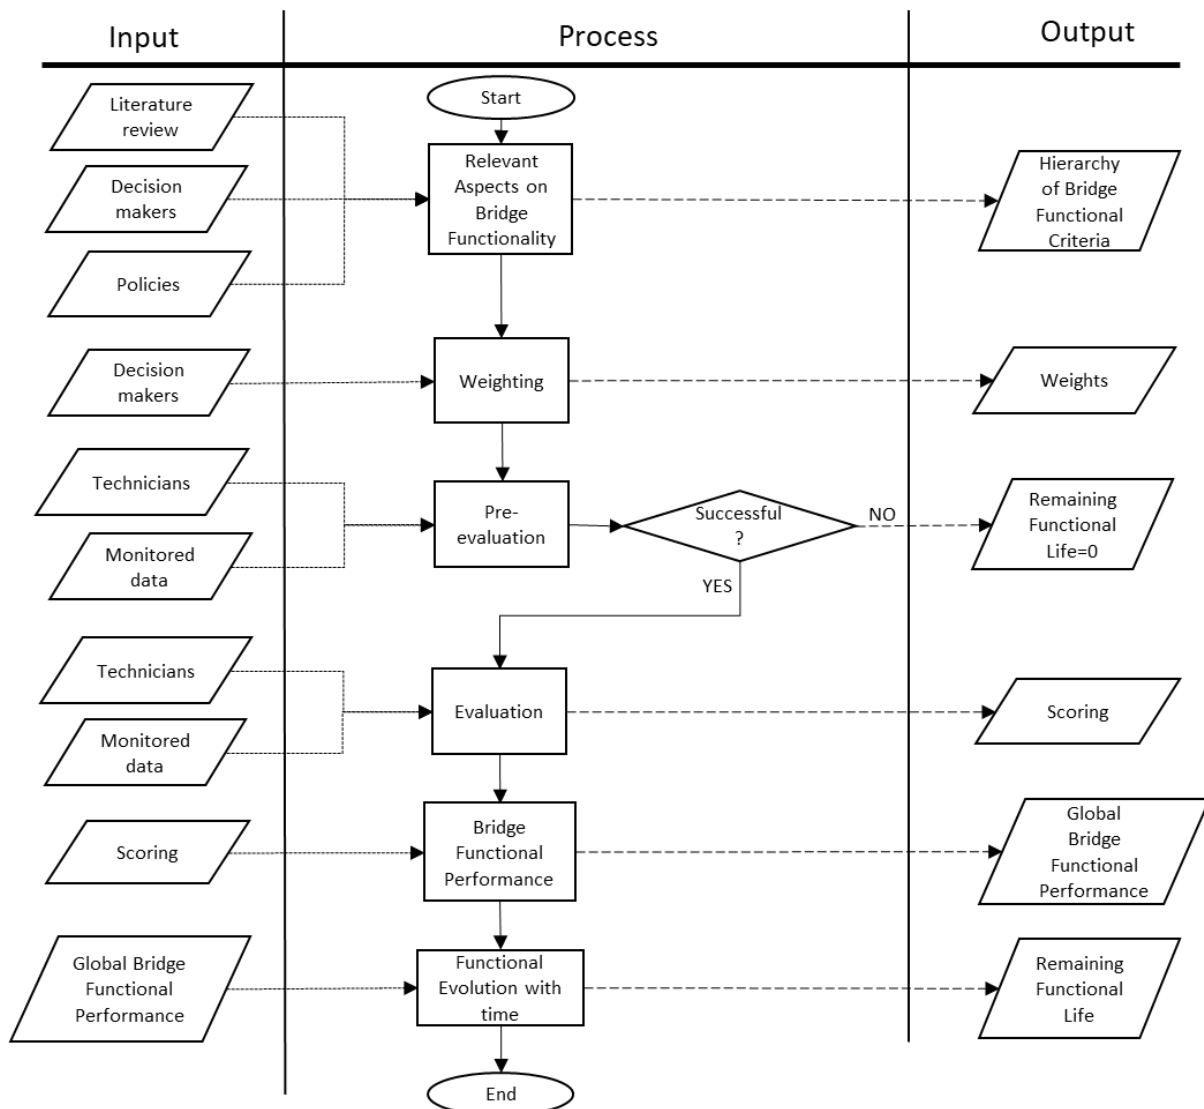 Input
Process
Output
Start
Literature
review
Decision
makers
Policies
Relevant
Aspects on
Bridge
Functionality
Hierarchy
of Bridge
Functional
Criteria
Decision
makers
Weighting
Weights
Technicians
Monitored
data
Pre-
evaluation
Successful
?
NO
YES
Remaining
Functional
Life=0
Technicians
Monitored
data
Evaluation
Scoring
Scoring
Bridge
Functional
Performance
Global
Bridge
Functional
Performance
Global Bridge
Functional
Performance
Functional
Evolution with
time
Remaining
Functional
Life
End